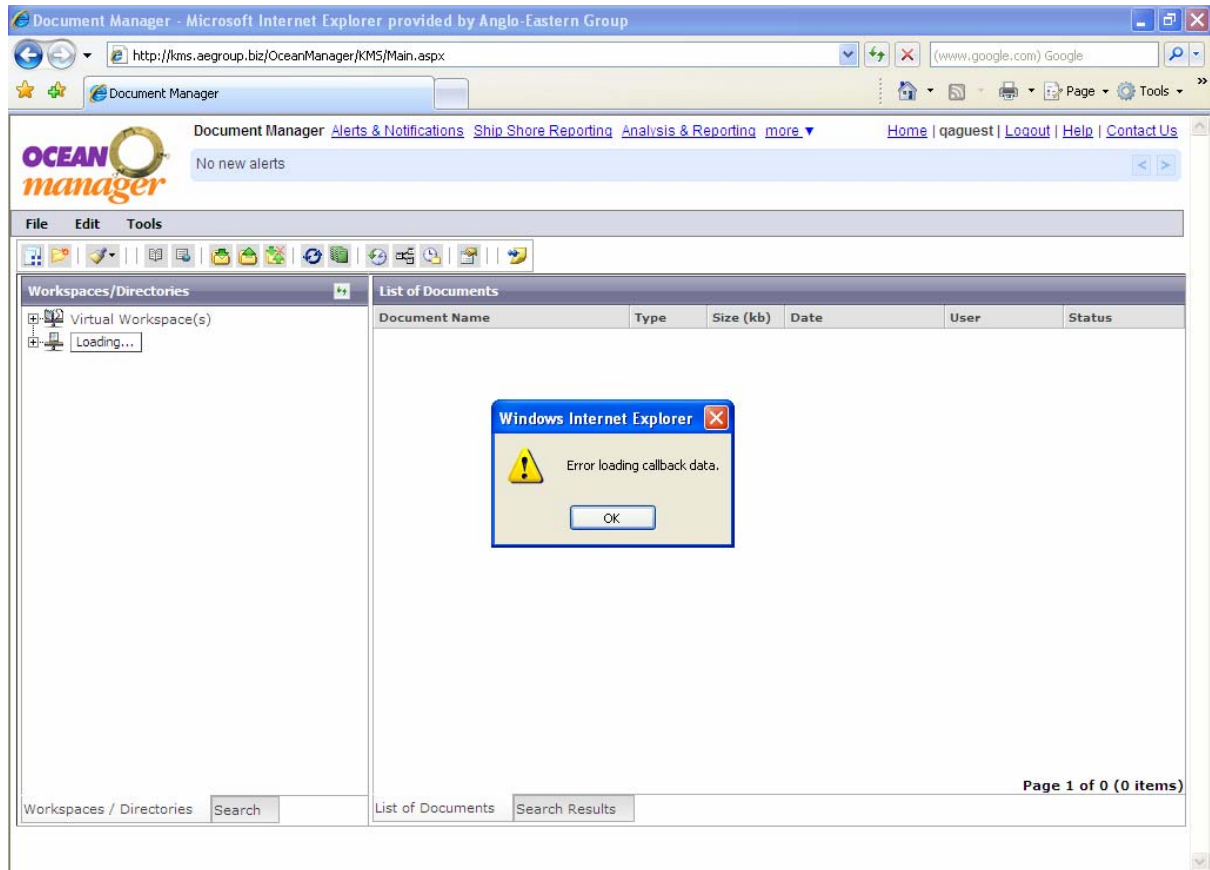 Document Manager - Microsoft Internet Explorer provided by Anglo-Eastern Group
http://kms.aegroup.biz/OceanManager/KMS/Main.aspx
(www.google.com) Google
Document Manager
Page
Tools
»
OCEAN
manager
Document Manager Alerts & Notifications Ship Shore Reporting Analysis & Reporting more ▼
Home | qaguest | Logout | Help | Contact Us
No new alerts
< >
File Edit Tools
Workspaces/Directories
List of Documents
Virtual Workspace(s)
Document Name Type Size (kb) Date User Status
Loading...
Windows Internet Explorer
Error loading callback data.
OK
Page 1 of 0 (0 items)
Workspaces / Directories Search
List of Documents Search Results